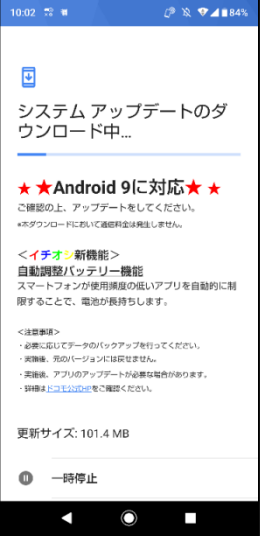 10:02
84%
システム アップデートのダ
ウンロード中...
★ ★Android 9に対応★ ★
ご確認の上、アップデートをしてください。
※本ダウンロードにおいて通信料金は発生しません。
＜イチオシ新機能＞
自動調整バッテリー機能
スマートフォンが使用頻度の低いアプリを自動的に制
限することで、電池が長持ちします。
＜注意事項＞
・必要に応じてデータのバックアップを行ってください。
・実施後、元のバージョンには戻せません。
・実施後、アプリのアップデートが必要な場合があります。
・詳細はドコモ公式HPをご確認ください。
更新サイズ: 101.4 MB
一時停止